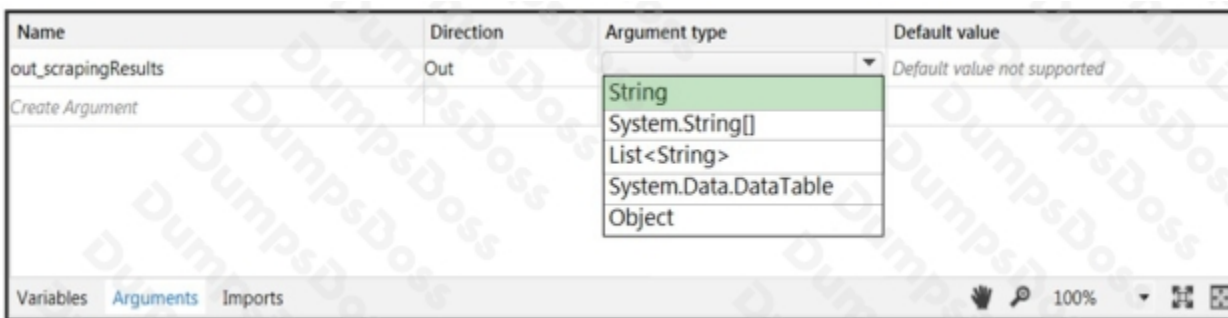 Name Direction Argument type Default value
out_scrapingResults Out Default value not supported
Create Argument
String
System.String[]
List<String>
System.Data.DataTable
Object
Variables Arguments Imports 100%
DumpsDoss